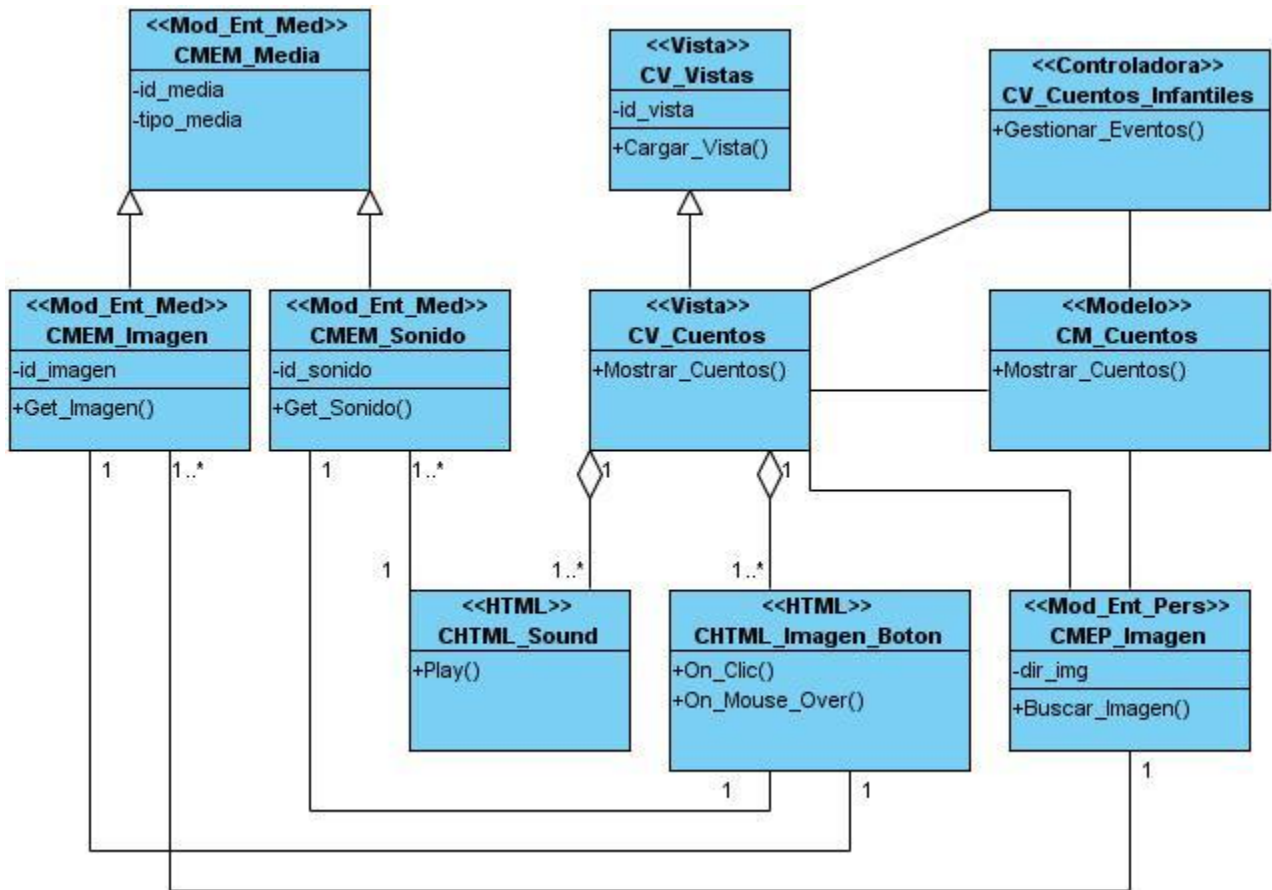 <<Mod_Ent_Med>>
CMEM_Media
-id_media
-tipo_media
<<Vista>>
CV_Vistas
-id_vista
+Cargar_Vista()
<<Controladora>>
CV_Cuentos_Infantiles
+Gestionar_Eventos()
<<Mod_Ent_Med>>
CMEM_Imagen
-id_imagen
+Get_Imagen()
<<Mod_Ent_Med>>
CMEM_Sonido
-id_sonido
+Get_Sonido()
<<Vista>>
CV_Cuentos
+Mostrar_Cuentos()
<<Modelo>>
CM_Cuentos
+Mostrar_Cuentos()
1
1..*
1
1..*
1
1
1
1..*
1..*
<<HTML>>
CHTML_Sound
+Play()
<<HTML>>
CHTML_Imagen_Boton
+On_Clic()
+On_Mouse_Over()
<<Mod_Ent_Pers>>
CMEP_Imagen
-dir_img
+Buscar_Imagen()
1
1
1